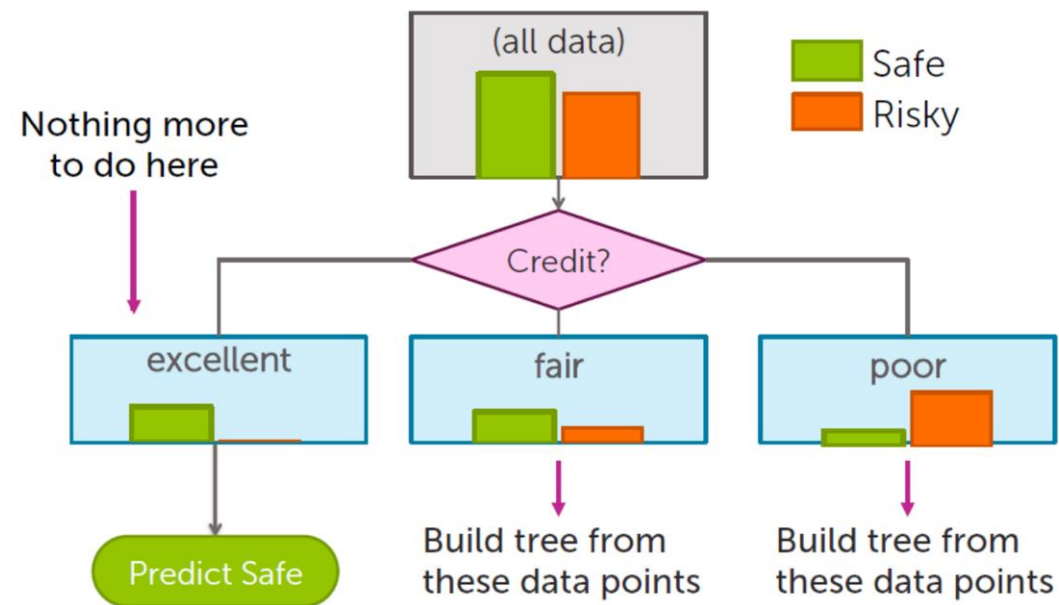 (all data)
Safe
Risky
Nothing more
to do here
Credit?
excellent
fair
poor
Predict Safe
Build tree from
these data points
Build tree from
these data points